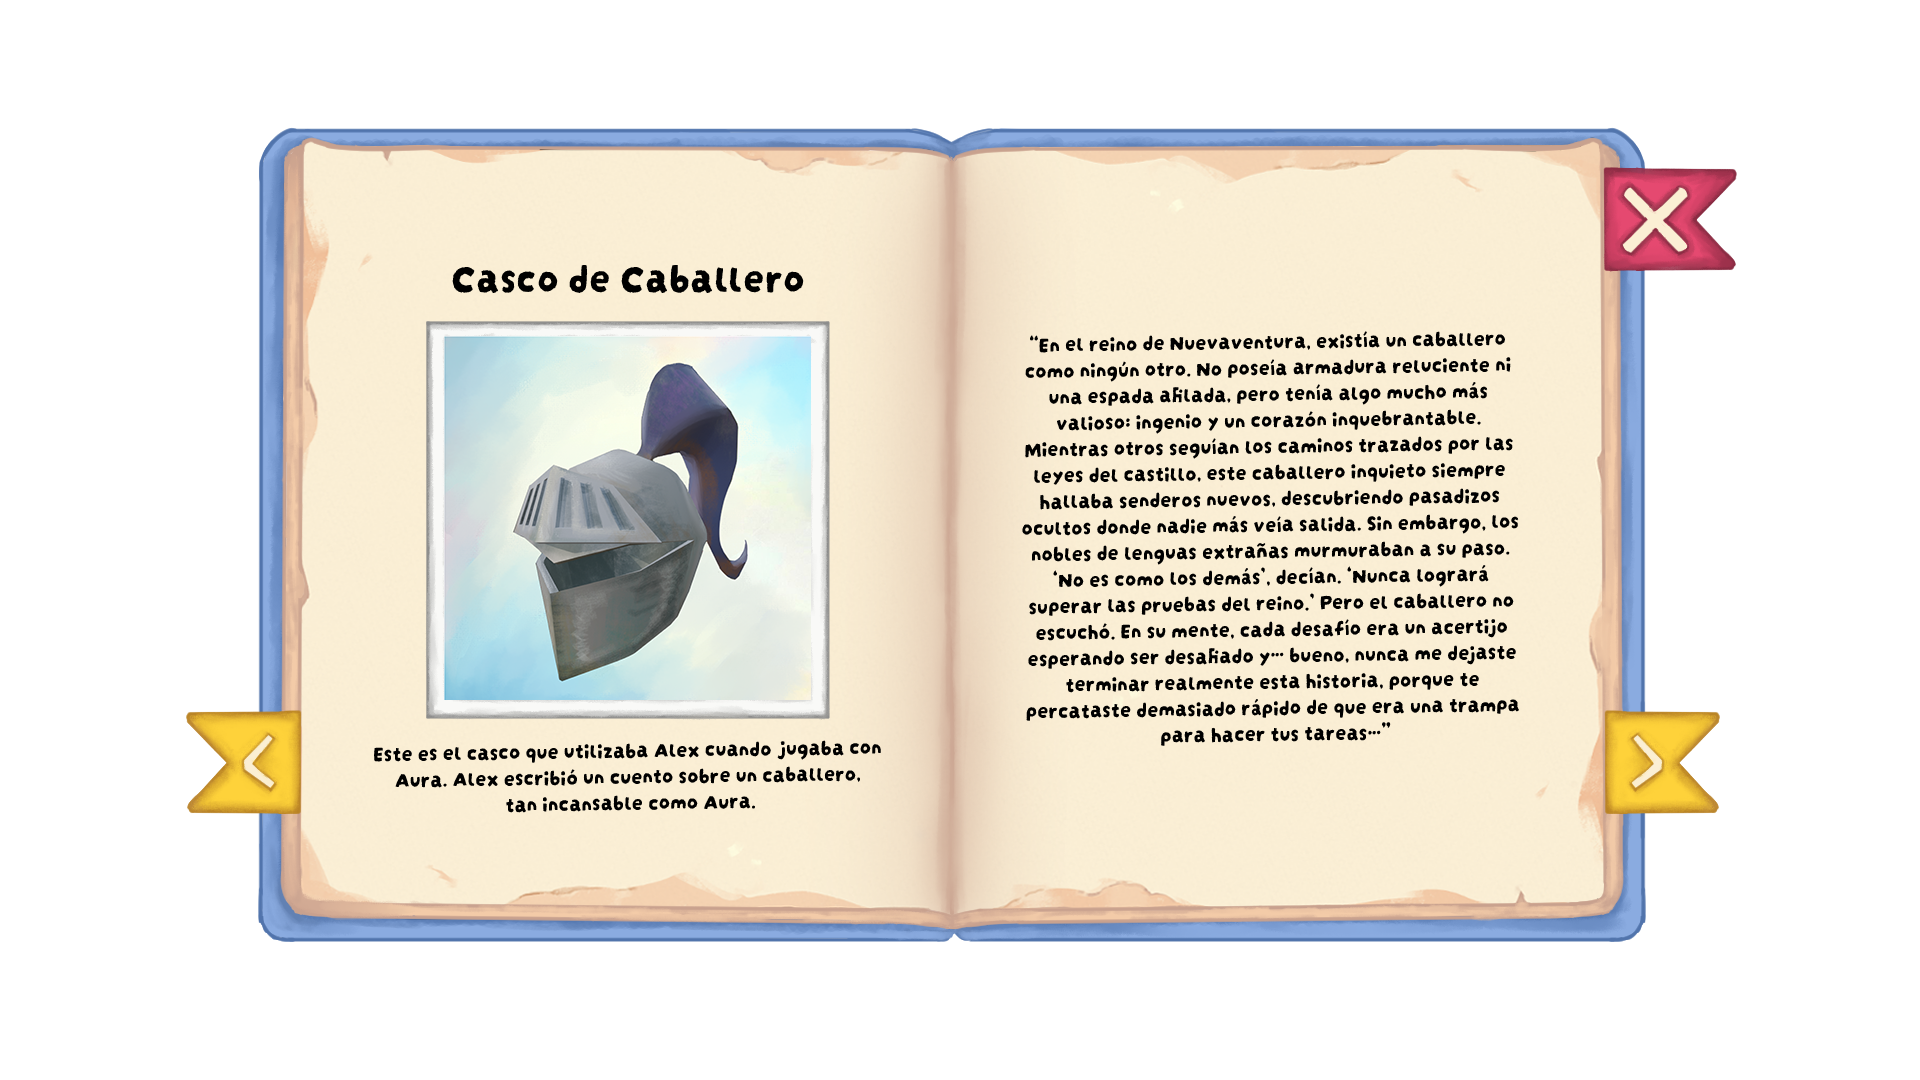 Casco de Caballero
Este es el casco que utilizaba Alex cuando jugaba con
Aura. Alex escribió un cuento sobre un caballero,
tan incansable como Aura.
“En el reino de Nuevaventura, existía un caballero
como ningún otro. No poseía armadura reluciente ni
una espada afilada, pero tenía algo mucho más
valioso: ingenio y un corazón inquebrantable.
Mientras otros seguían los caminos trazados por las
leyes del castillo, este caballero inquieto siempre
hallaba senderos nuevos, descubriendo pasadizos
ocultos donde nadie más veía salida. Sin embargo, los
nobles de lenguas extrañas murmuraban a su paso.
‘No es como los demás’, decían. ‘Nunca logrará
superar las pruebas del reino.’ Pero el caballero no
escuchó. En su mente, cada desafío era un acertijo
esperando ser desafiado y… bueno, nunca me dejaste
terminar realmente esta historia, porque te
percataste demasiado rápido de que era una trampa
para hacer tus tareas…”